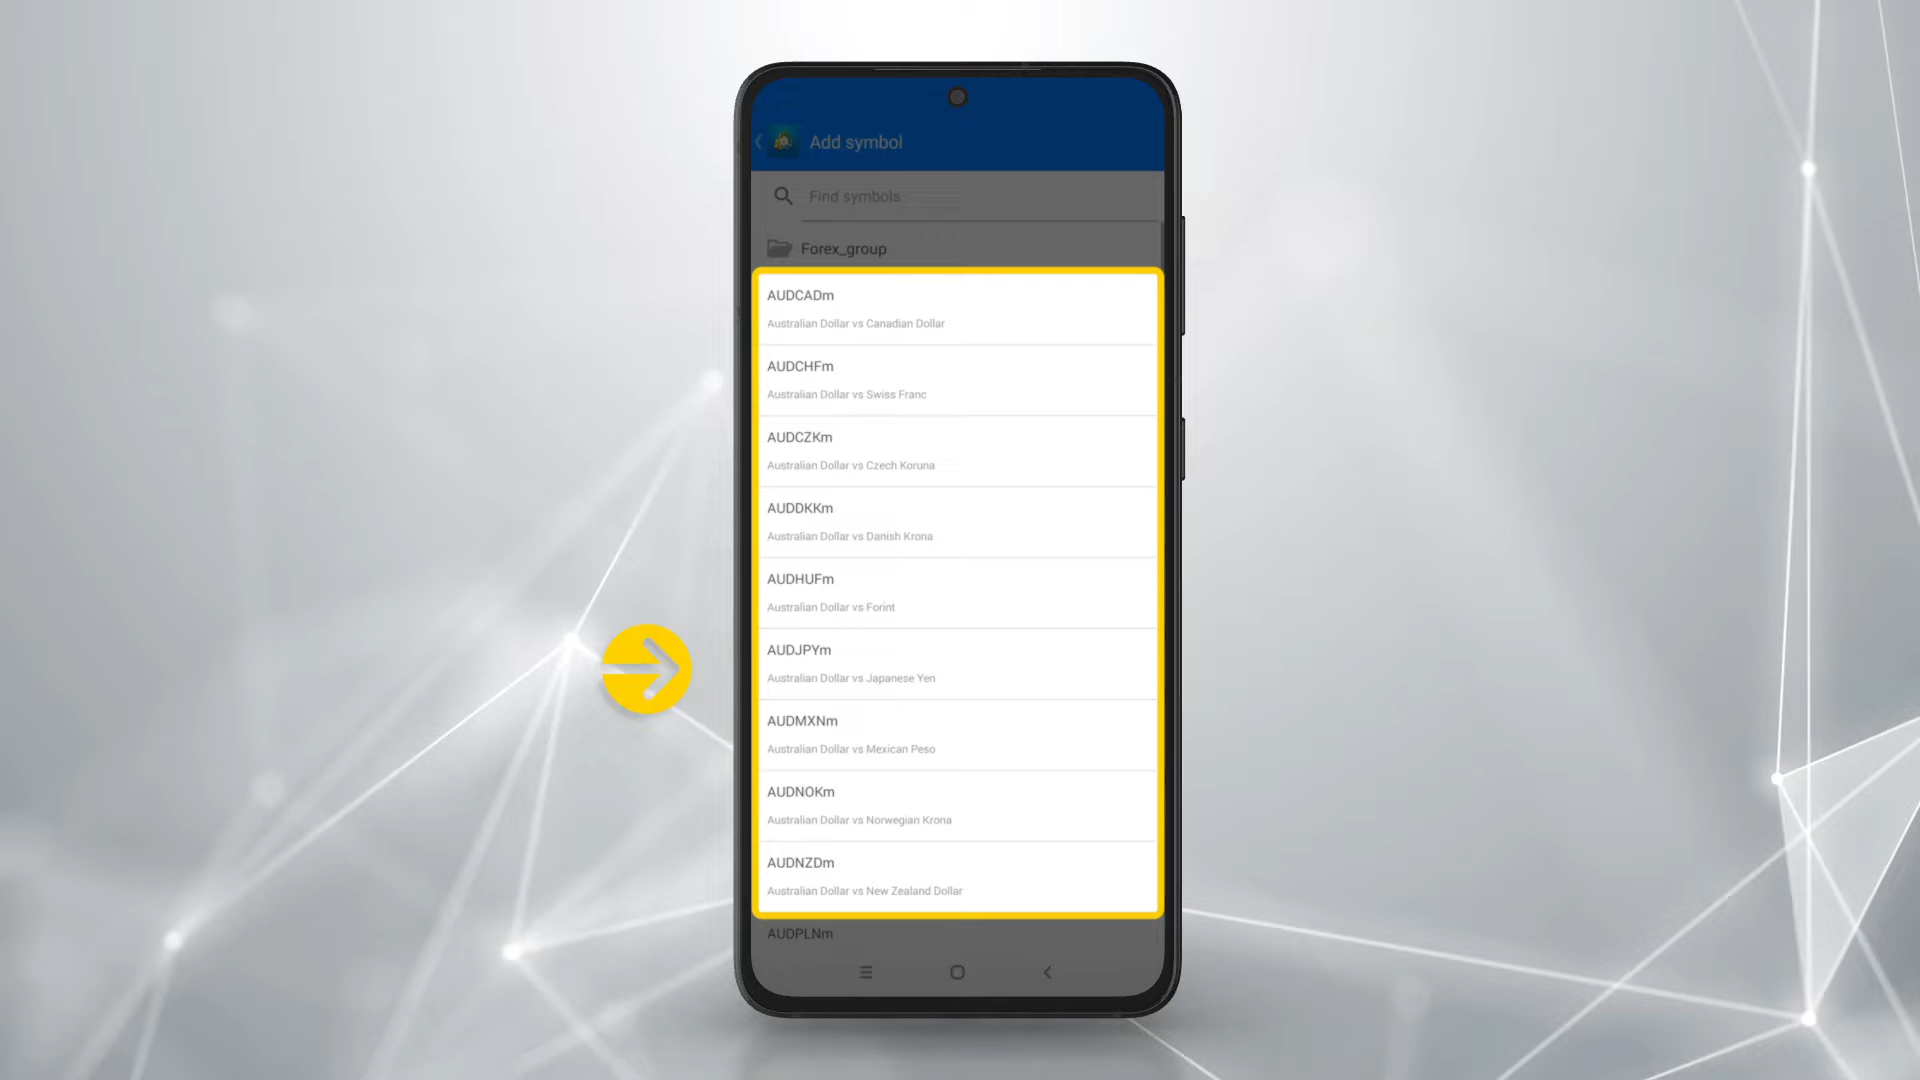 Add symbol
Find symbols
Forex_group
AUDCADm
Australian Dollar vs Canadian Dollar
AUDCHFm
Australian Dollar vs Swiss Franc
AUDCZKm
Australian Dollar vs Czech Koruna
AUDDKKm
Australian Dollar vs Danish Krona
AUDHUFm
Australian Dollar vs Forint
AUDJPYm
Australian Dollar vs Japanese Yen
AUDMXNm
Australian Dollar vs Mexican Peso
AUDNOKm
Australian Dollar vs Norwegian Krona
AUDNZDm
Australian Dollar vs New Zealand Dollar
AUDPLNm